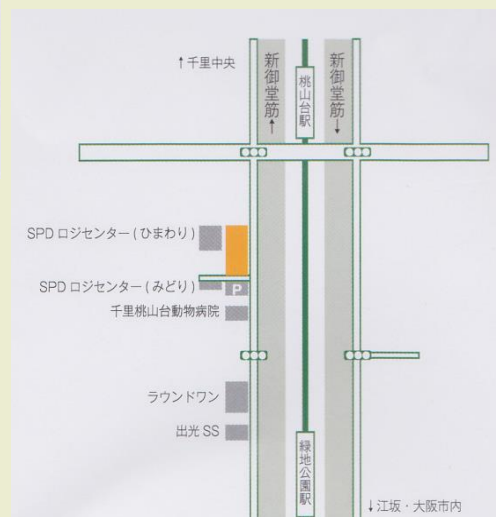 ↑千里中央
新御堂筋↑
桃山台駅
新御堂筋↓
SPD ロジセンター ( ひまわり )
SPD ロジセンター ( みどり )
P
千里桃山台動物病院
ラウンドワン
出光 SS
緑地公園駅
↓江坂・大阪市内